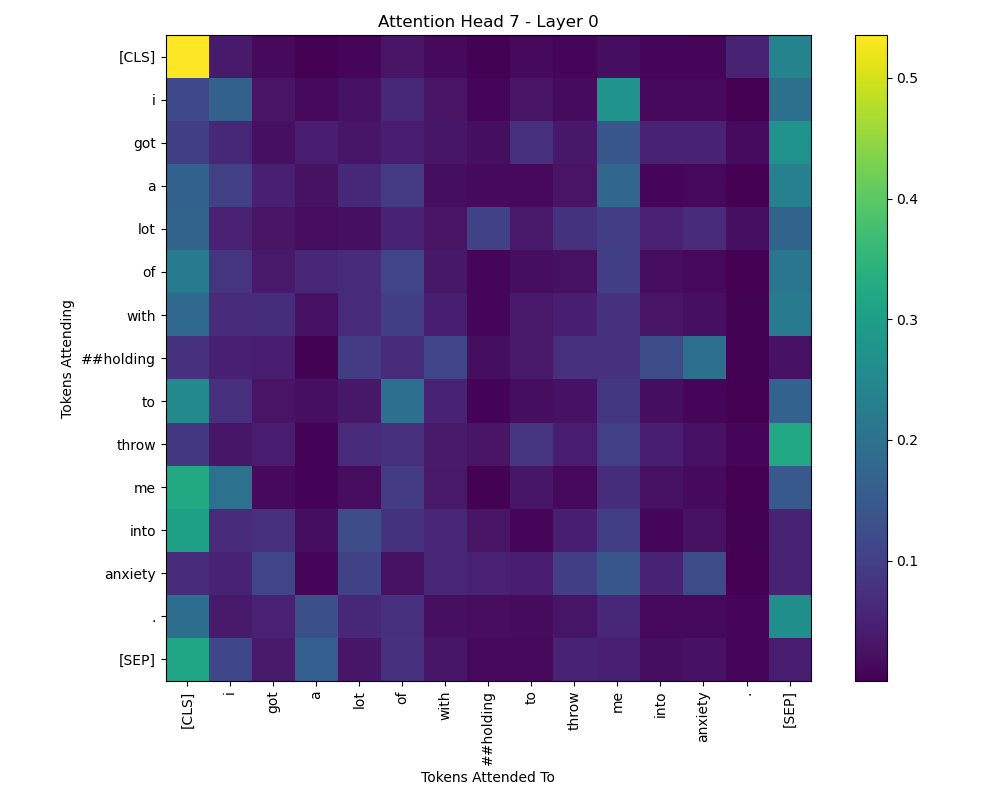 Attention Head 7 - Layer 0
Tokens Attending
[CLS]
i
got
a
lot
of
with
##holding
to
throw
me
into
anxiety
.
[SEP]
[CLS]
i
got
a
lot
of
with
##holding
to
throw
me
into
anxiety
.
[SEP]
Tokens Attended To
0.5
0.4
0.3
0.2
0.1